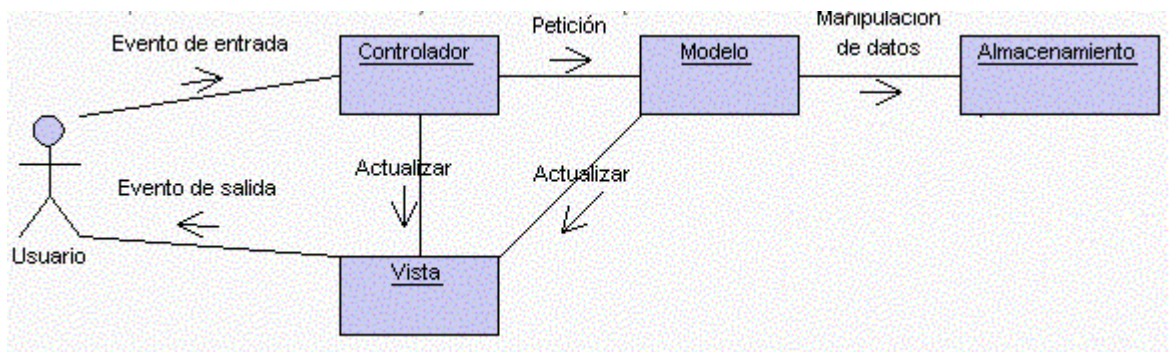 Petición
Manipulación
de datos
Evento de entrada
Controlador
Modelo
Almacenamiento
Actualizar
Actualizar
Evento de salida
Usuario
Vista